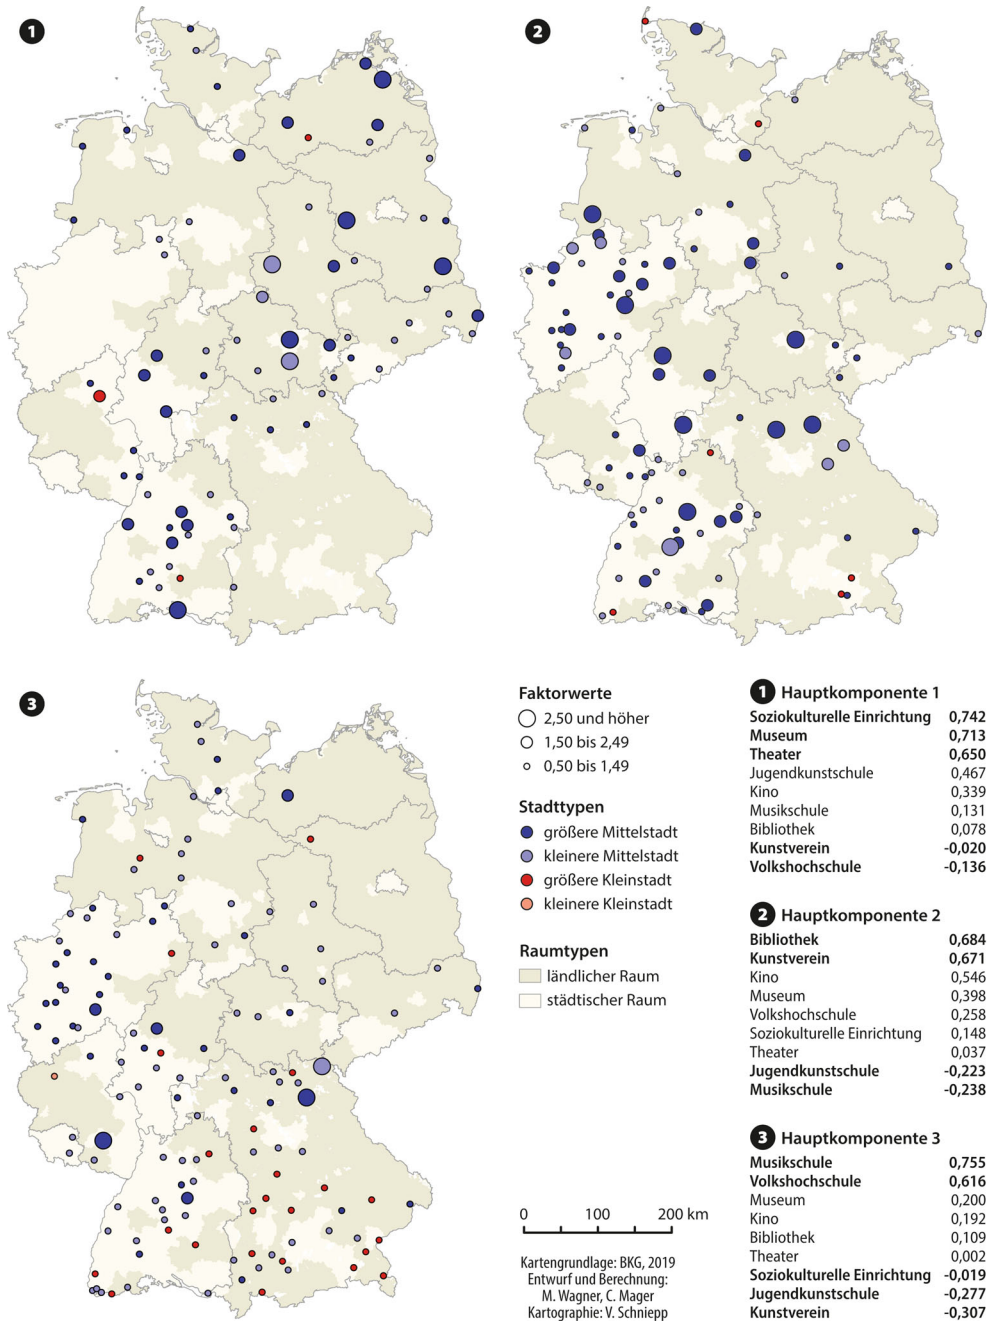 1
2
3
Faktorwerte
2,50 und höher
1,50 bis 2,49
0,50 bis 1,49
Stadttypen
größere Mittelstadt
kleinere Mittelstadt
größere Kleinstadt
kleinere Kleinstadt
Raumtypen
ländlicher Raum
städtischer Raum
0 100 200 km
Kartengrundlage: BKG, 2019
Entwurf und Berechnung:
M. Wagner, C. Mager
Kartographie: V. Schniepp
1 Hauptkomponente 1
Soziokulturelle Einrichtung 0,742
Museum 0,713
Theater 0,650
Jugendkunstschule 0,467
Kino 0,339
Musikschule 0,131
Bibliothek 0,078
Kunstverein -0,020
Volkshochschule -0,136
2 Hauptkomponente 2
Bibliothek 0,684
Kunstverein 0,671
Kino 0,546
Museum 0,398
Volkshochschule 0,258
Soziokulturelle Einrichtung 0,148
Theater 0,037
Jugendkunstschule -0,223
Musikschule -0,238
3 Hauptkomponente 3
Musikschule 0,755
Volkshochschule 0,616
Museum 0,200
Kino 0,192
Bibliothek 0,109
Theater 0,002
Soziokulturelle Einrichtung -0,019
Jugendkunstschule -0,277
Kunstverein -0,307